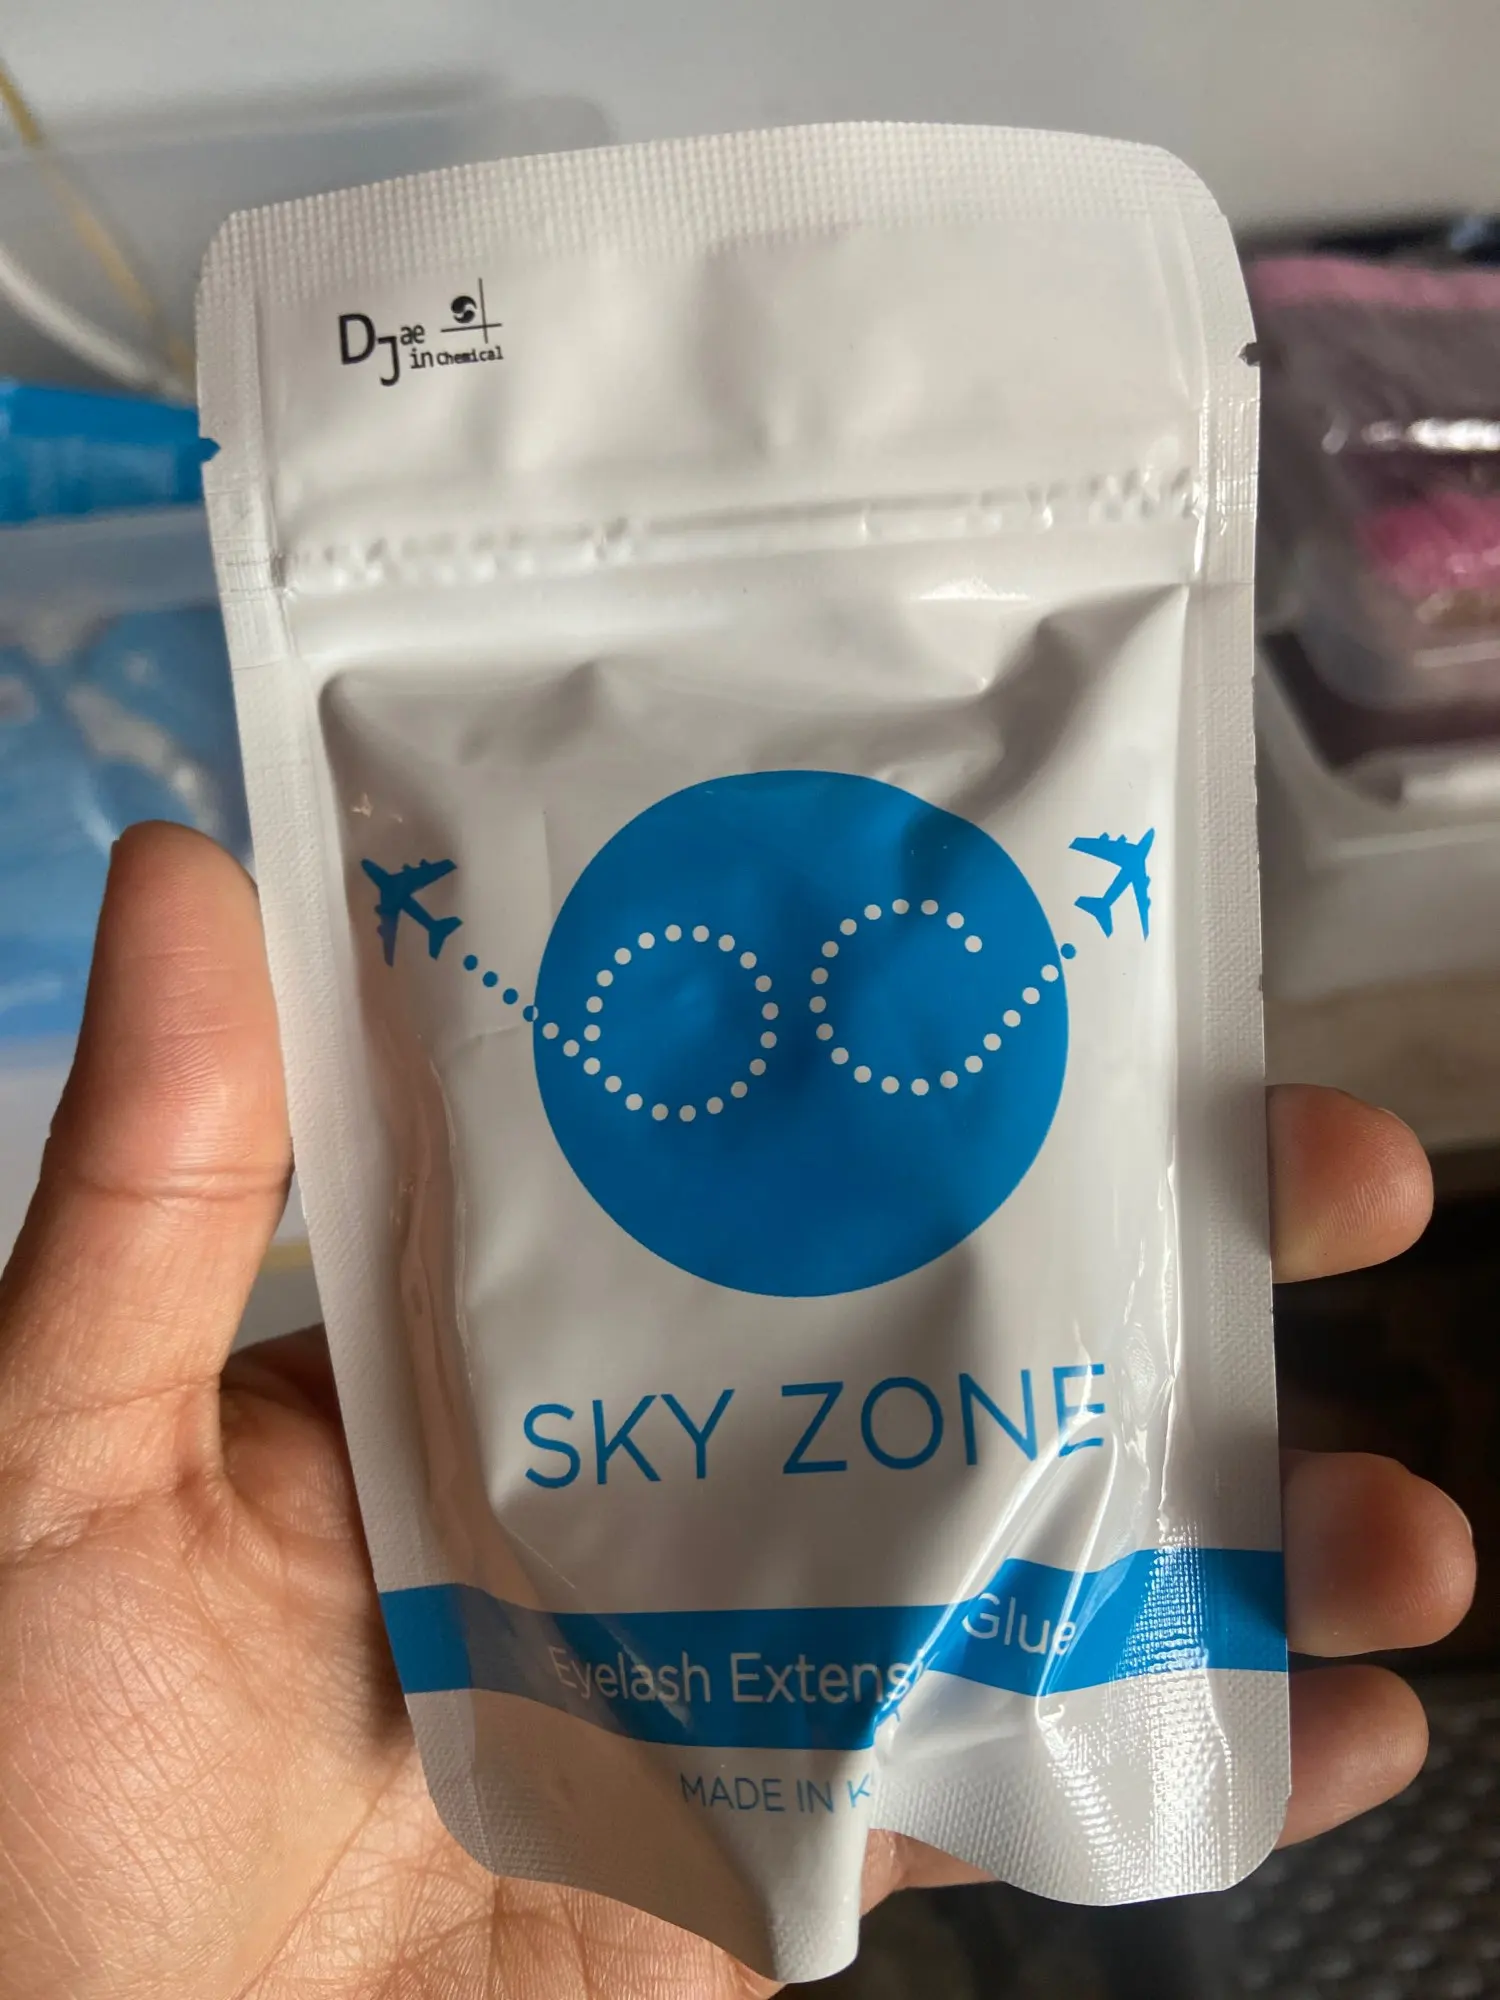 DJae in Chemical
SKY ZONE
Eyelash Extens Glue
MADE IN K